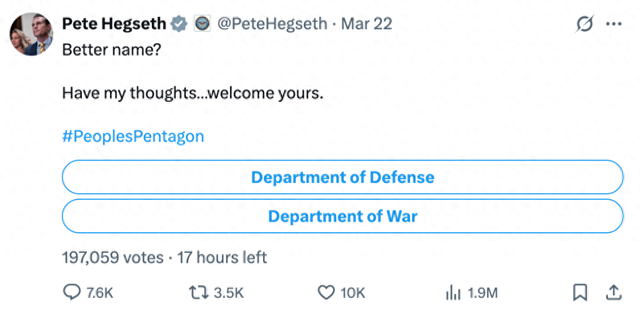 Pete Hegseth @PeteHegseth · Mar 22
Better name?
Have my thoughts...welcome yours.
#PeoplesPentagon
Department of Defense
Department of War
197,059 votes · 17 hours left
7.6K 3.5K 10K 1.9M